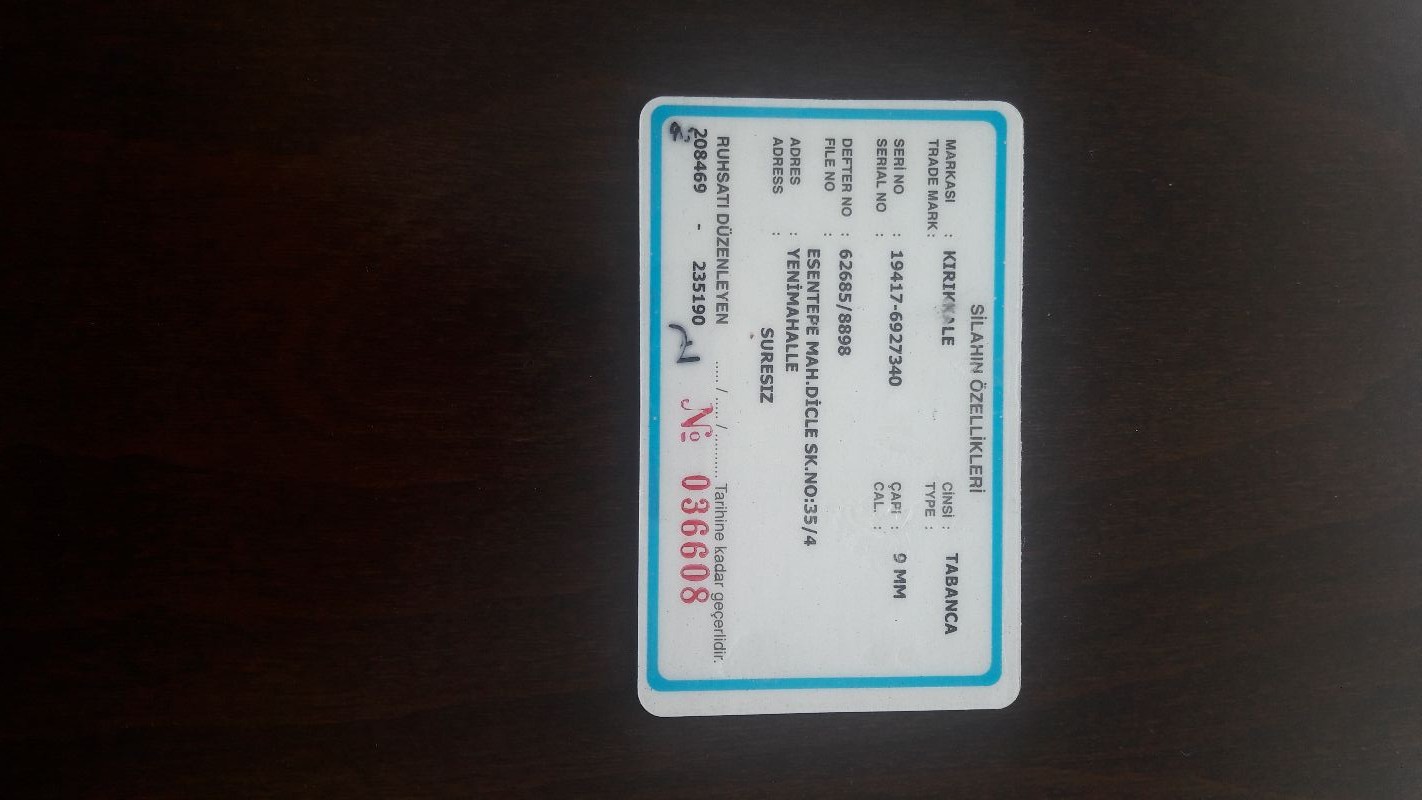 SİLAHIN ÖZELLİKLERİ
MARKASI : KIRIKKALE CİNSİ : TABANCA
TRADE MARK : TYPE :
SERİ NO : 19417-6927340 ÇAPI : 9 MM
SERIAL NO : CAL. :
DEFTER NO : 62685/8898
FILE NO :
ESENTEPE MAH.DİCLE SK.NO:35/4
ADRES : YENİMAHALLE
ADRESS :
SURESIZ
RUHSATI DÜZENLEYEN ...... / ...... / .......... Tarihine kadar geçerlidir.
208469 - 235190
№ 036608